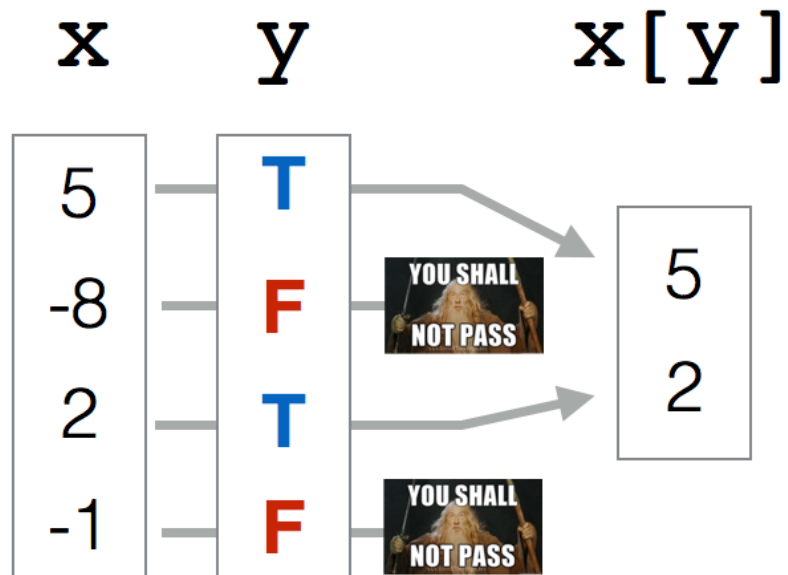 x y x[y]
5 T
-8 F YOU SHALL NOT PASS
5
2 T
2
-1 F YOU SHALL NOT PASS